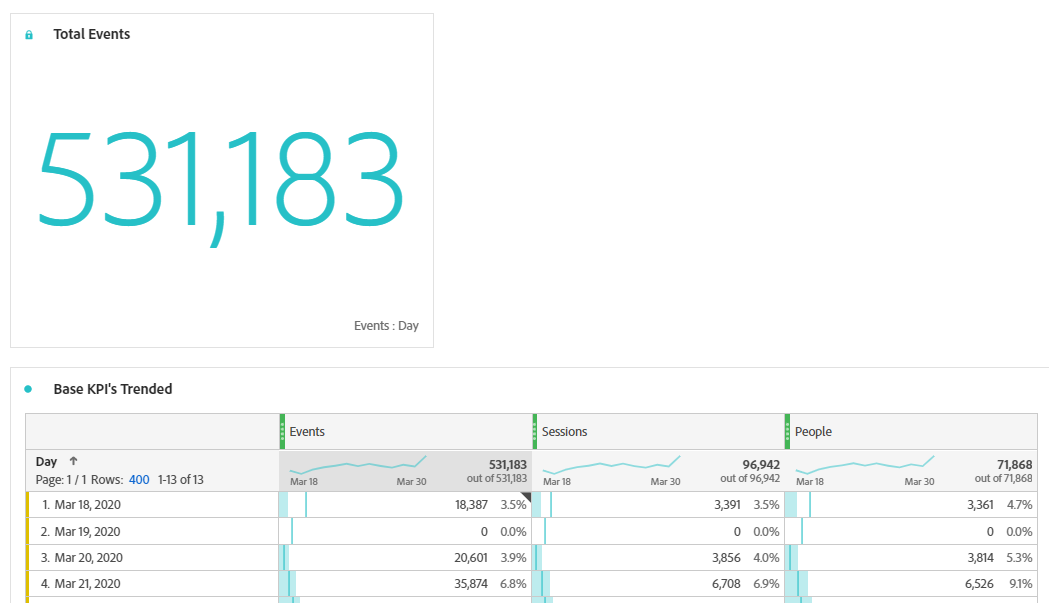 Total Events
531,183
Events : Day
Base KPI's Trended
Events Sessions People
Day ↑ 531,183 96,942 71,868
Page: 1 / 1 Rows: 400 1-13 of 13 Mar 18 Mar 30 out of 531,183 Mar 18 Mar 30 out of 96,942 Mar 18 Mar 30 out of 71,868
1. Mar 18, 2020 18,387 3.5% 3,391 3.5% 3,361 4.7%
2. Mar 19, 2020 0 0.0% 0 0.0% 0 0.0%
3. Mar 20, 2020 20,601 3.9% 3,856 4.0% 3,814 5.3%
4. Mar 21, 2020 35,874 6.8% 6,708 6.9% 6,526 9.1%